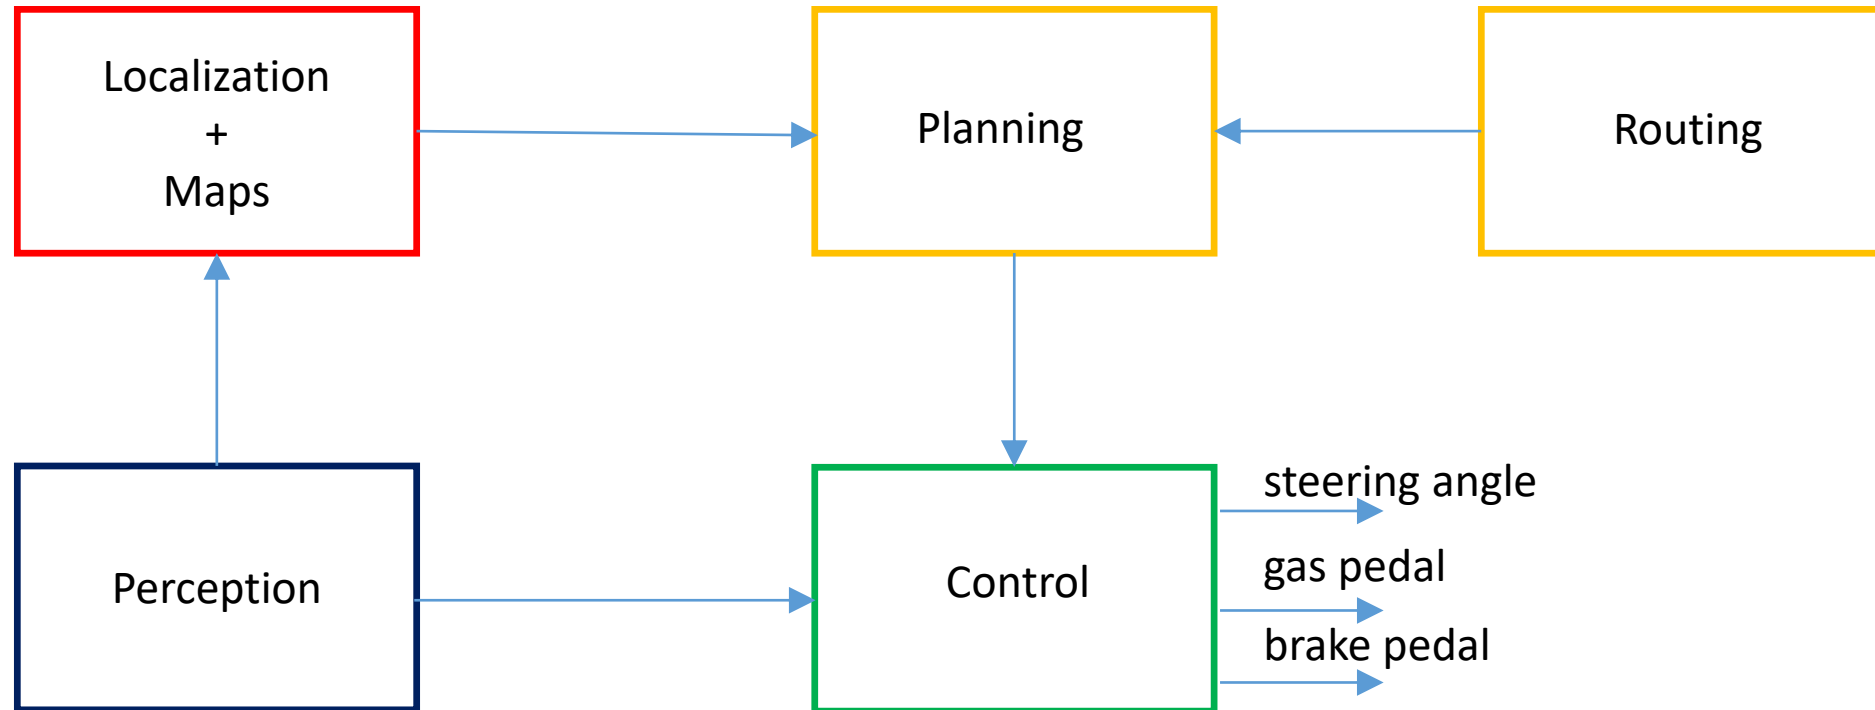 Localization
+
Maps
Planning
Routing
Perception
Control
steering angle
gas pedal
brake pedal